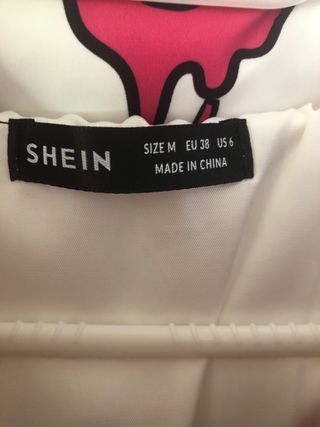 SHEIN
SIZE M EU 38 US 6
MADE IN CHINA